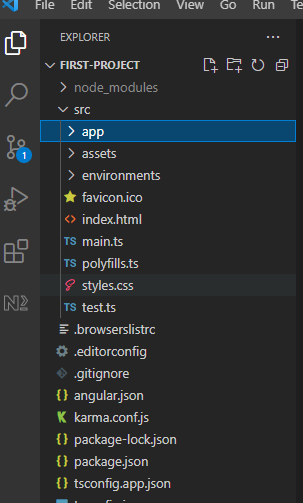 File Edit Selection View Go Run
EXPLORER
FIRST-PROJECT
node_modules
src
app
assets
environments
favicon.ico
index.html
TS main.ts
TS polyfills.ts
styles.css
TS test.ts
.browserslistrc
.editorconfig
.gitignore
{} angular.json
karma.conf.js
{} package-lock.json
{} package.json
{} tsconfig.app.json
1